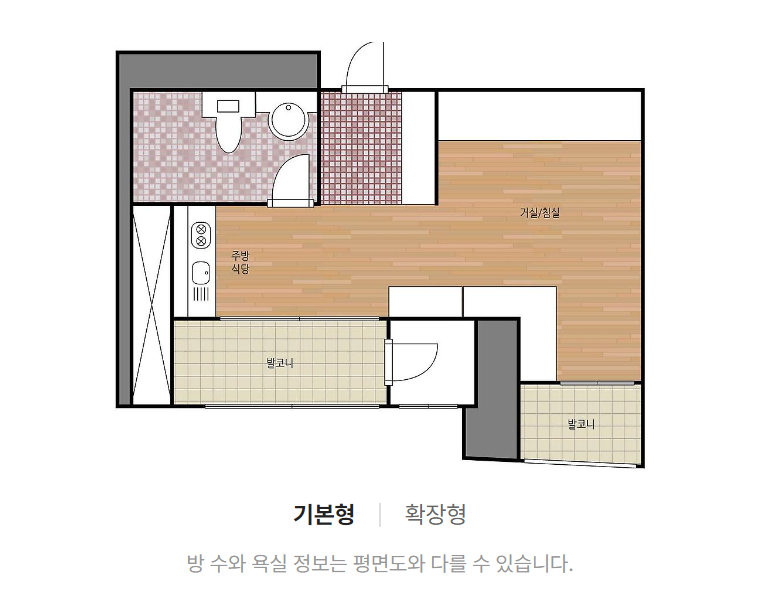 거실/침실
주방
식당
발코니
발코니
기본형 | 확장형
방 수와 욕실 정보는 평면도와 다를 수 있습니다.